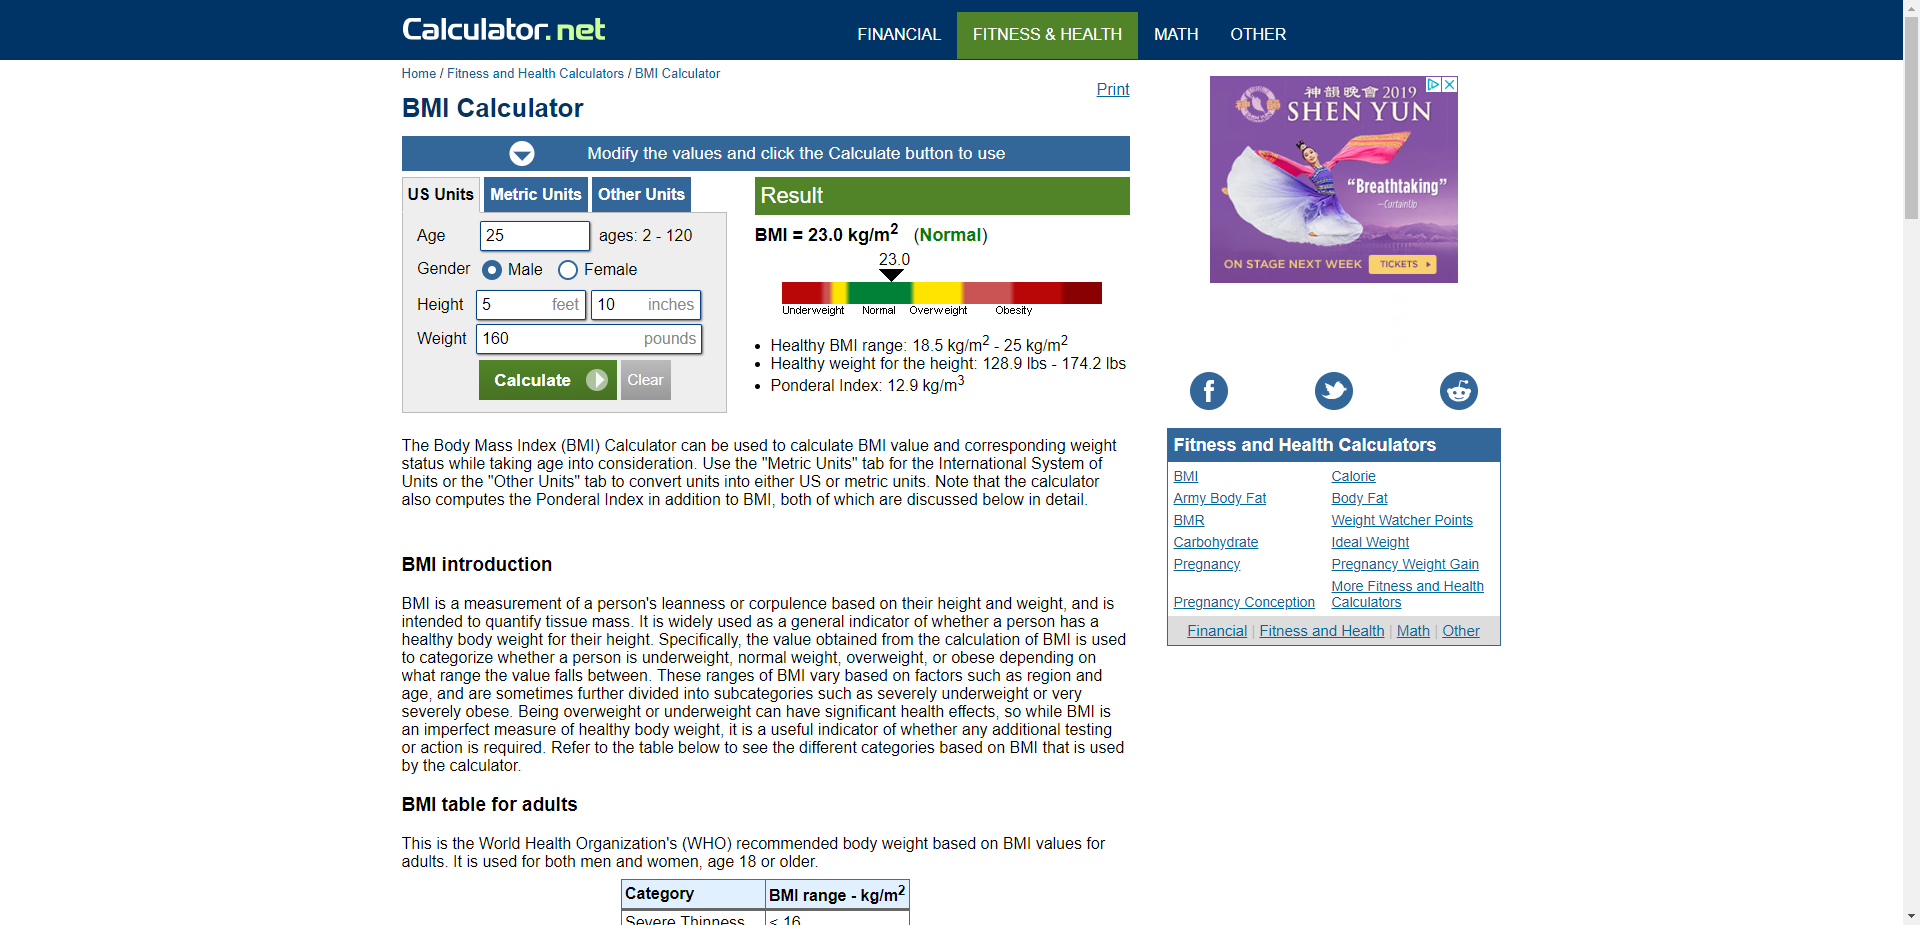 Calculator.net
FINANCIAL
FITNESS & HEALTH
MATH
OTHER
Home / Fitness and Health Calculators / BMI Calculator
Print
BMI Calculator
Modify the values and click the Calculate button to use
US Units
Metric Units
Other Units
Age
25
ages: 2 - 120
Gender
Male
Female
Height
5 feet
10 inches
Weight
160 pounds
Calculate
Clear
Result
BMI = 23.0 kg/m2 (Normal)
23.0
Underweight
Normal
Overweight
Obesity
Healthy BMI range: 18.5 kg/m2 - 25 kg/m2
Healthy weight for the height: 128.9 lbs - 174.2 lbs
Ponderal Index: 12.9 kg/m3
The Body Mass Index (BMI) Calculator can be used to calculate BMI value and corresponding weight
status while taking age into consideration. Use the "Metric Units" tab for the International System of
Units or the "Other Units" tab to convert units into either US or metric units. Note that the calculator
also computes the Ponderal Index in addition to BMI, both of which are discussed below in detail.
BMI introduction
BMI is a measurement of a person's leanness or corpulence based on their height and weight, and is
intended to quantify tissue mass. It is widely used as a general indicator of whether a person has a
healthy body weight for their height. Specifically, the value obtained from the calculation of BMI is used
to categorize whether a person is underweight, normal weight, overweight, or obese depending on
what range the value falls between. These ranges of BMI vary based on factors such as region and
age, and are sometimes further divided into subcategories such as severely underweight or very
severely obese. Being overweight or underweight can have significant health effects, so while BMI is
an imperfect measure of healthy body weight, it is a useful indicator of whether any additional testing
or action is required. Refer to the table below to see the different categories based on BMI that is used
by the calculator.
BMI table for adults
This is the World Health Organization's (WHO) recommended body weight based on BMI values for
adults. It is used for both men and women, age 18 or older.
Category
BMI range - kg/m2
Severe Thinness
< 16
神韻晚會 2019
SHEN YUN
“Breathtaking”
—CurtainUp
ON STAGE NEXT WEEK
TICKETS
Fitness and Health Calculators
BMI
Calorie
Army Body Fat
Body Fat
BMR
Weight Watcher Points
Carbohydrate
Ideal Weight
Pregnancy
Pregnancy Weight Gain
Pregnancy Conception
More Fitness and Health
Calculators
Financial | Fitness and Health | Math | Other